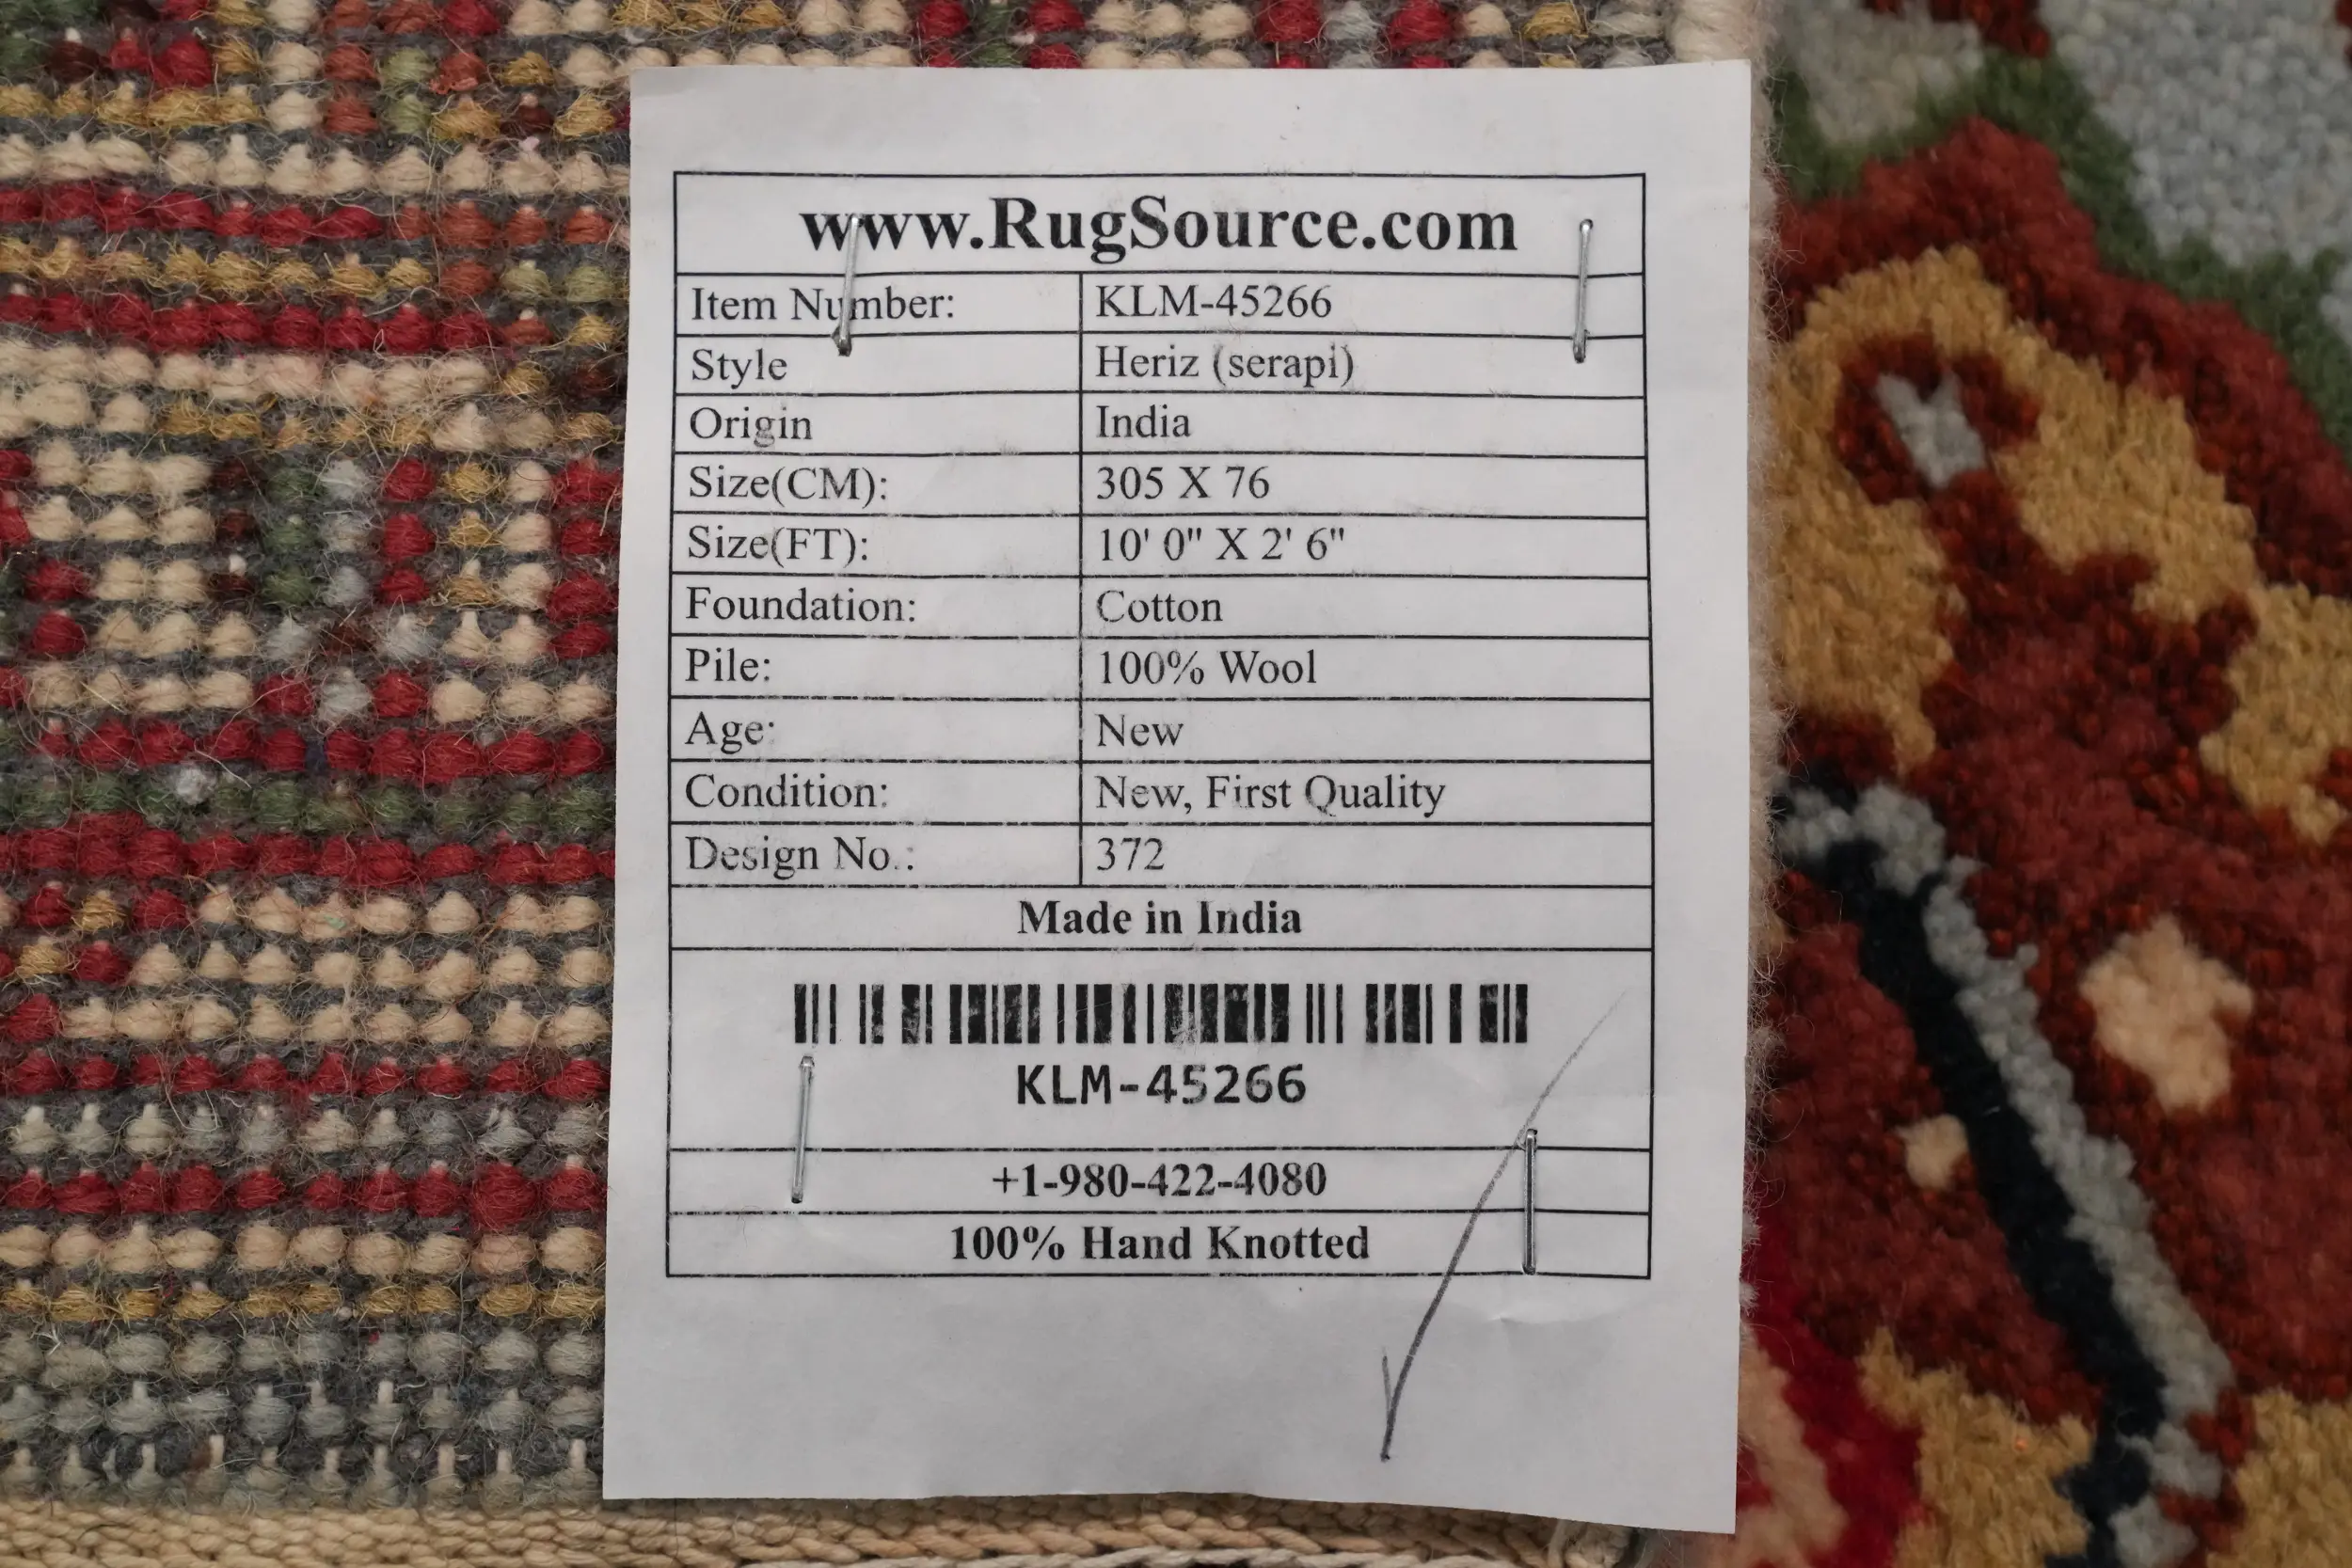 www.RugSource.com
Item Number: KLM-45266
Style Heriz (serapi)
Origin India
Size(CM): 305 X 76
Size(FT): 10' 0" X 2' 6"
Foundation: Cotton
Pile: 100% Wool
Age: New
Condition: New, First Quality
Design No.: 372
Made in India
KLM-45266
+1-980-422-4080
100% Hand Knotted